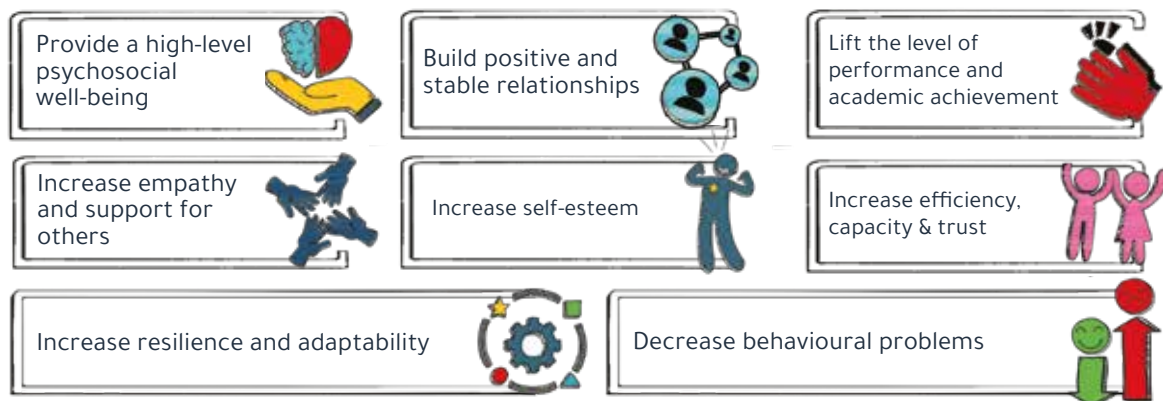 Provide a high-level
psychosocial
well-being
Build positive and
stable relationships
Lift the level of
performance and
academic achievement
Increase empathy
and support for
others
Increase self-esteem
Increase efficiency,
capacity & trust
Increase resilience and adaptability
Decrease behavioural problems